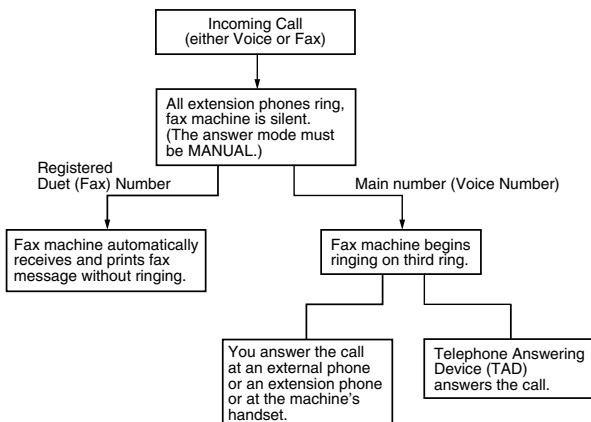 Incoming Call
(either Voice or Fax)
All extension phones ring,
fax machine is silent.
(The answer mode must
be MANUAL.)
Registered
Duet (Fax) Number
Main number (Voice Number)
Fax machine automatically
receives and prints fax
message without ringing.
Fax machine begins
ringing on third ring.
You answer the call
at an external phone
or an extension phone
or at the machine's
handset.
Telephone Answering
Device (TAD)
answers the call.